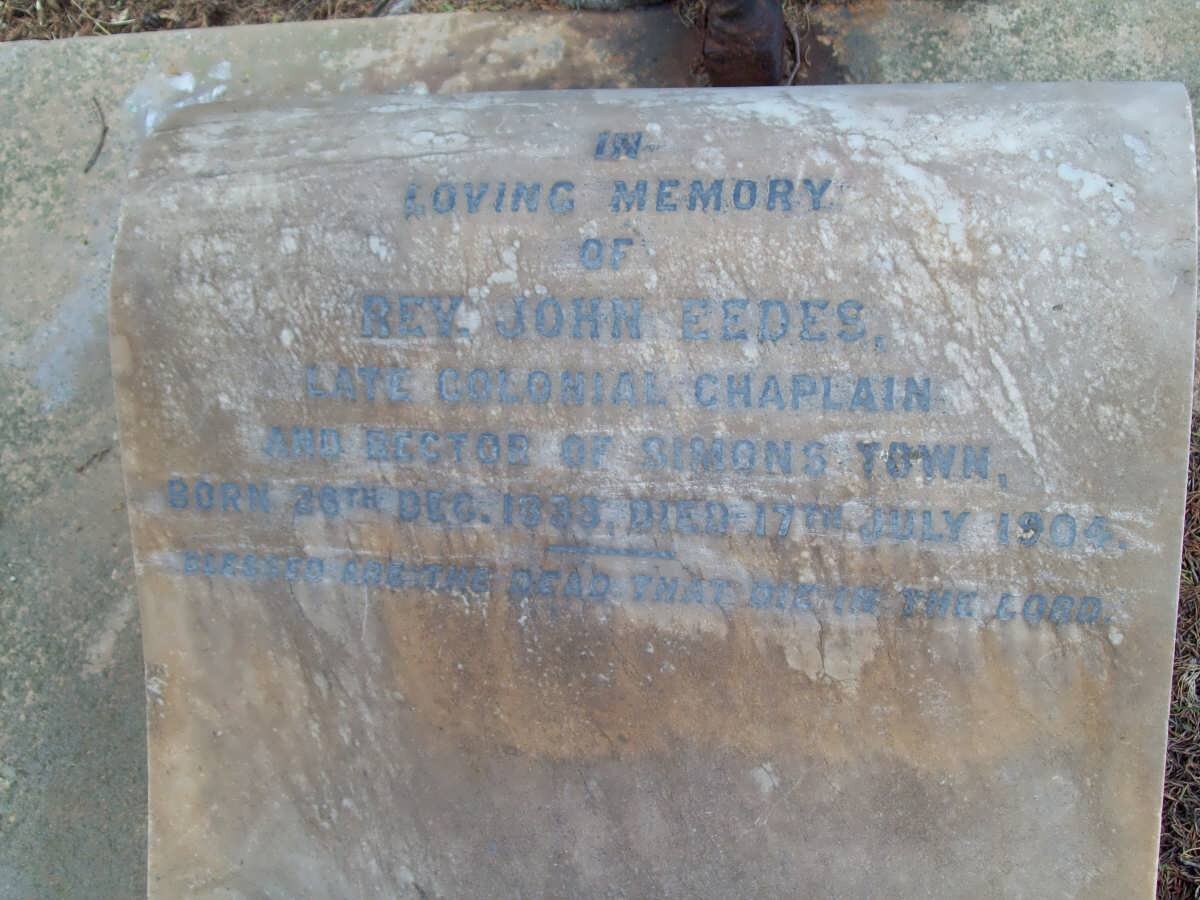 IN
LOVING MEMORY
OF
REV. JOHN EEDES,
LATE COLONIAL CHAPLAIN
AND RECTOR OF SIMONS TOWN,
BORN 26TH DEC. 1833, DIED 17TH JULY 1904.
BLESSED ARE THE DEAD THAT DIE IN THE LORD.